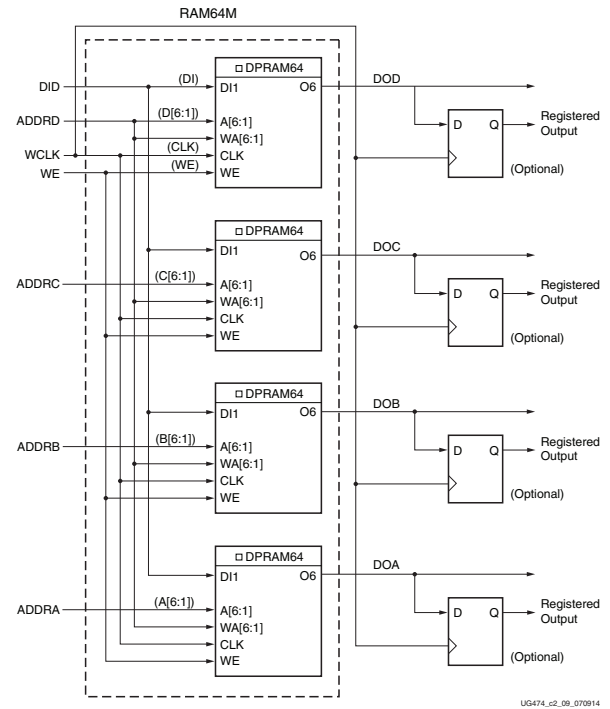 RAM64M
DID
(DI)
DPRAM64
DI1
O6
DOD
ADDRD
(D[6:1])
A[6:1]
WA[6:1]
WCLK
(CLK)
CLK
WE
(WE)
WE
D
Q
Registered
Output
(Optional)
DPRAM64
DI1
O6
DOC
ADDRC
(C[6:1])
A[6:1]
WA[6:1]
CLK
WE
D
Q
Registered
Output
(Optional)
DPRAM64
DI1
O6
DOB
ADDRB
(B[6:1])
A[6:1]
WA[6:1]
CLK
WE
D
Q
Registered
Output
(Optional)
DPRAM64
DI1
O6
DOA
ADDRA
(A[6:1])
A[6:1]
WA[6:1]
CLK
WE
D
Q
Registered
Output
(Optional)
UG474_c2_09_070914